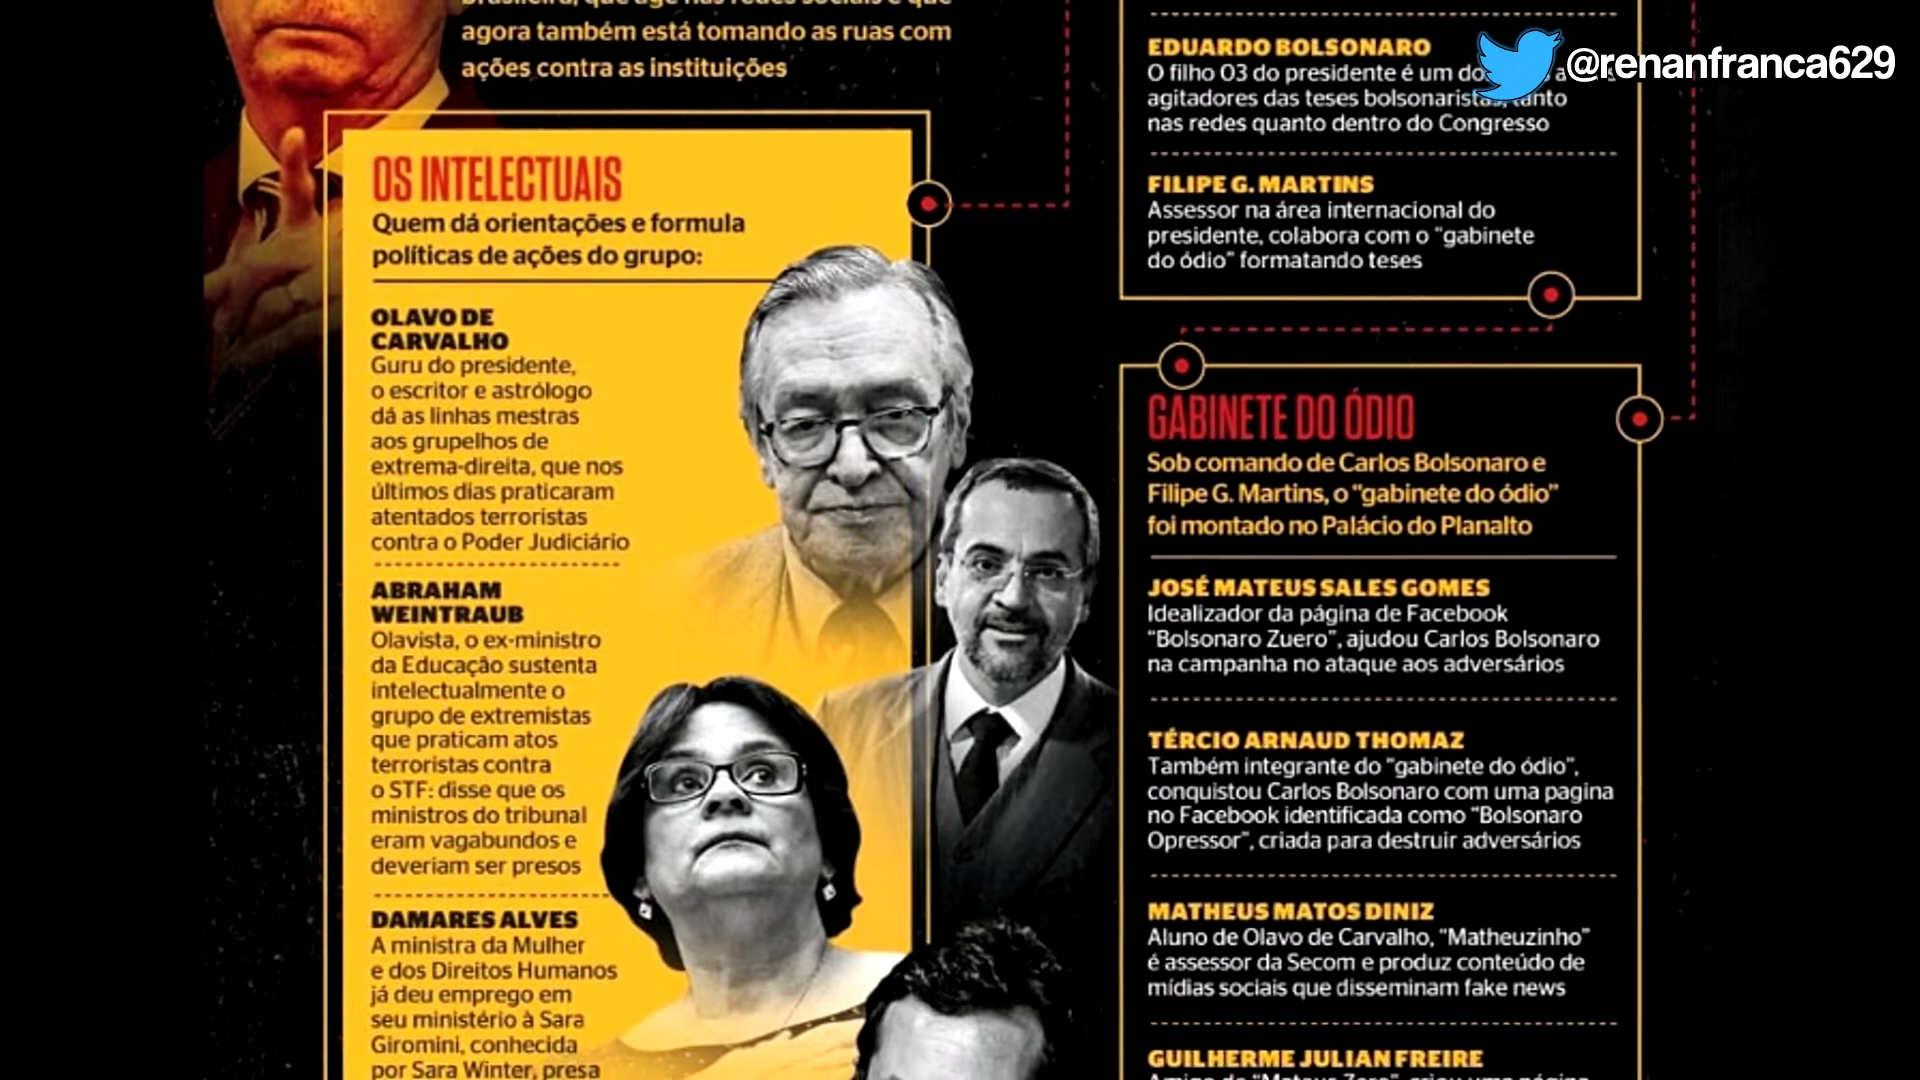 agora também está tomando as ruas com
ações contra as instituições
OS INTELECTUAIS
Quem dá orientações e formula
políticas de ações do grupo:
OLAVO DE
CARVALHO
Guru do presidente,
o escritor e astrólogo
dá as linhas mestras
aos grupelhos de
extrema-direita, que nos
últimos dias praticaram
atentados terroristas
contra o Poder Judiciário
ABRAHAM
WEINTRAUB
Olavista, o ex-ministro
da Educação sustenta
intelectualmente o
grupo de extremistas
que praticam atos
terroristas contra
o STF: disse que os
ministros do tribunal
eram vagabundos e
deveriam ser presos
DAMARES ALVES
A ministra da Mulher
e dos Direitos Humanos
já deu emprego em
seu ministério à Sara
Giromini, conhecida
por Sara Winter, presa
@renanfranca629
EDUARDO BOLSONARO
O filho 03 do presidente é um
agitadores das teses bolsonaristas, tanto
nas redes quanto dentro do Congresso
FILIPE G. MARTINS
Assessor na área internacional do
presidente, colabora com o “gabinete
do ódio” formatando teses
GABINETE DO ÓDIO
Sob comando de Carlos Bolsonaro e
Filipe G. Martins, o “gabinete do ódio”
foi montado no Palácio do Planalto
JOSÉ MATEUS SALES GOMES
Idealizador da página de Facebook
“Bolsonaro Zuero”, ajudou Carlos Bolsonaro
na campanha no ataque aos adversários
TÉRCIO ARNAUD THOMAZ
Também integrante do “gabinete do ódio”,
conquistou Carlos Bolsonaro com uma pagina
no Facebook identificada como “Bolsonaro
Opressor”, criada para destruir adversários
MATHEUS MATOS DINIZ
Aluno de Olavo de Carvalho, “Matheuzinho”
é assessor da Secom e produz conteúdo de
mídias sociais que disseminam fake news
GUILHERME JULIAN FREIRE